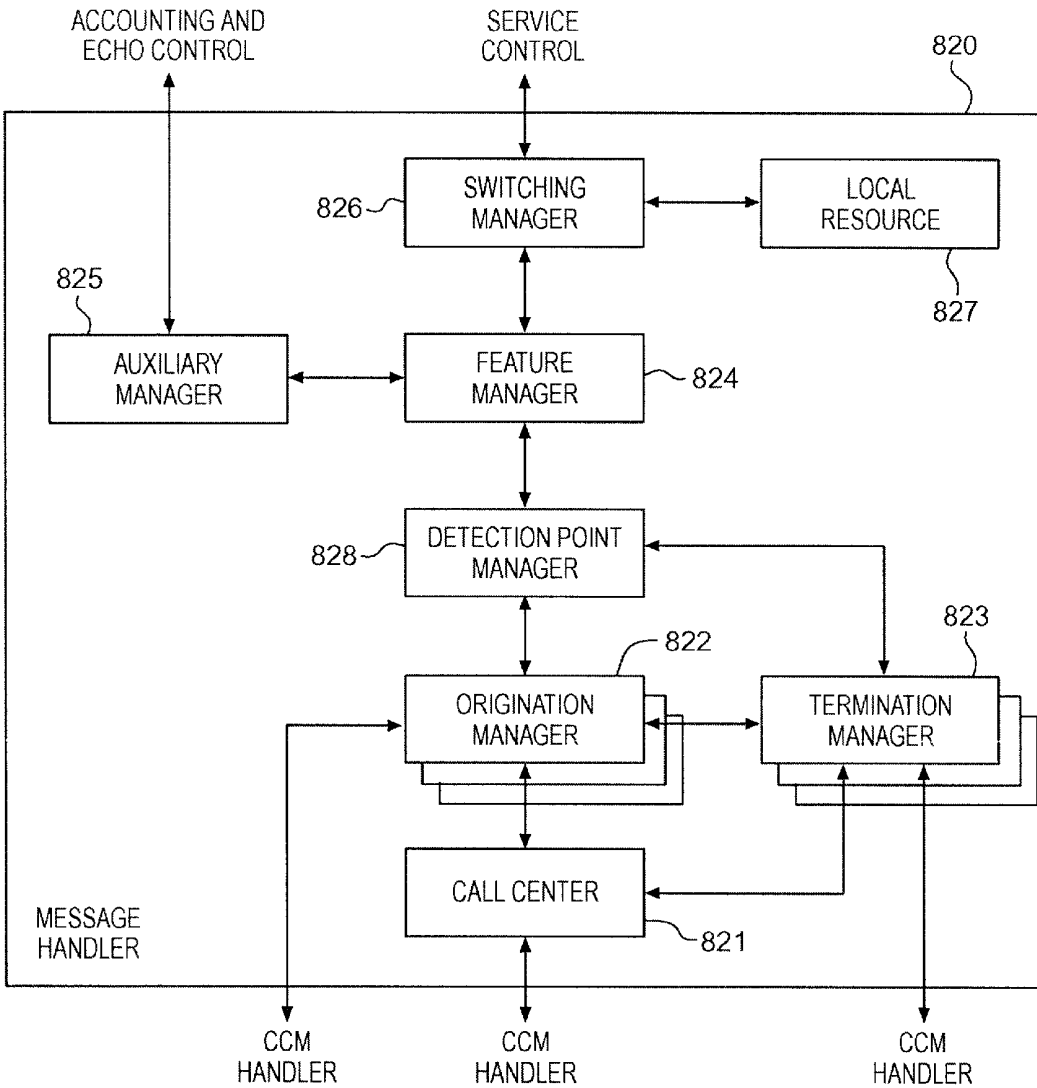 ACCOUNTING AND
ECHO CONTROL
SERVICE
CONTROL
820
SWITCHING
MANAGER
826
LOCAL
RESOURCE
827
825
AUXILIARY
MANAGER
FEATURE
MANAGER
824
DETECTION POINT
MANAGER
828
822
823
ORIGINATION
MANAGER
TERMINATION
MANAGER
CALL CENTER
821
MESSAGE
HANDLER
CCM
HANDLER
CCM
HANDLER
CCM
HANDLER